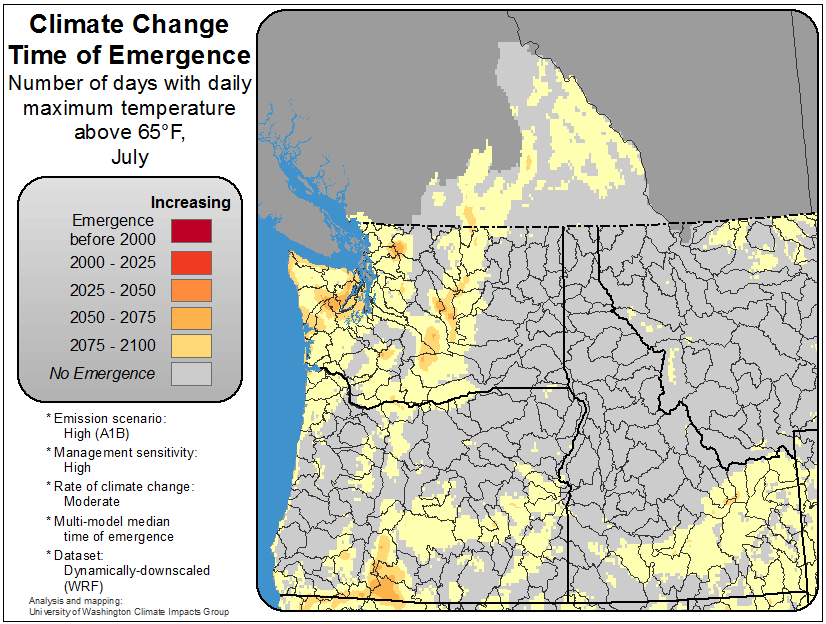 Climate Change
Time of Emergence
Number of days with daily
maximum temperature
above 65°F,
July
Increasing
Emergence
before 2000
2000 - 2025
2025 - 2050
2050 - 2075
2075 - 2100
No Emergence
* Emission scenario:
High (A1B)
* Management sensitivity:
High
* Rate of climate change:
Moderate
* Multi-model median
time of emergence
* Dataset:
Dynamically-downscaled
(WRF)
Analysis and mapping:
University of Washington Climate Impacts Group